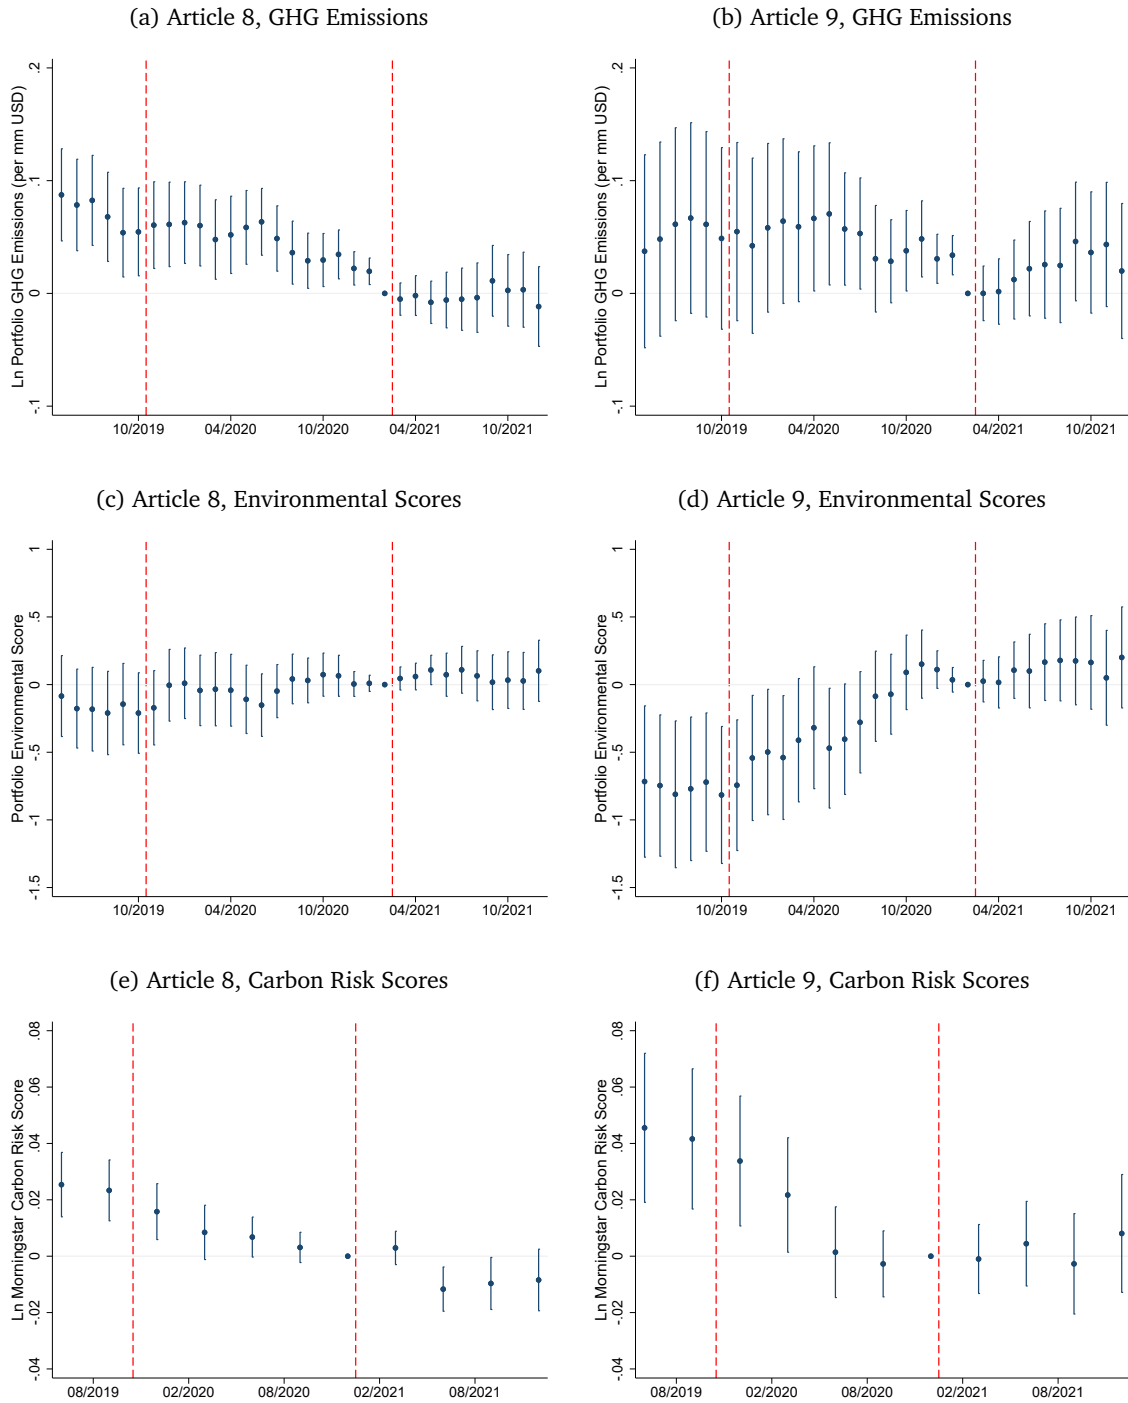 (a) Article 8, GHG Emissions
Ln Portfolio GHG Emissions (per mm USD)
.2
.1
0
-.1
10/2019 04/2020 10/2020 04/2021 10/2021
(b) Article 9, GHG Emissions
Ln Portfolio GHG Emissions (per mm USD)
.2
.1
0
-.1
10/2019 04/2020 10/2020 04/2021 10/2021
(c) Article 8, Environmental Scores
Portfolio Environmental Score
1
.5
0
-.5
-1
-1.5
10/2019 04/2020 10/2020 04/2021 10/2021
(d) Article 9, Environmental Scores
Portfolio Environmental Score
1
.5
0
-.5
-1
-1.5
10/2019 04/2020 10/2020 04/2021 10/2021
(e) Article 8, Carbon Risk Scores
Ln Morningstar Carbon Risk Score
.08
.06
.04
.02
0
-.02
-.04
08/2019 02/2020 08/2020 02/2021 08/2021
(f) Article 9, Carbon Risk Scores
Ln Morningstar Carbon Risk Score
.08
.06
.04
.02
0
-.02
-.04
08/2019 02/2020 08/2020 02/2021 08/2021